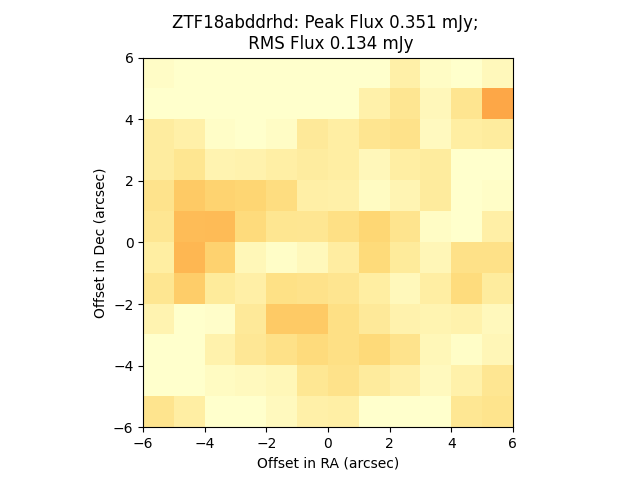 ZTF18abddrhd: Peak Flux 0.351 mJy;
RMS Flux 0.134 mJy
6
4
2
0
−2
−4
−6
Offset in Dec (arcsec)
−6 −4 −2 0 2 4 6
Offset in RA (arcsec)